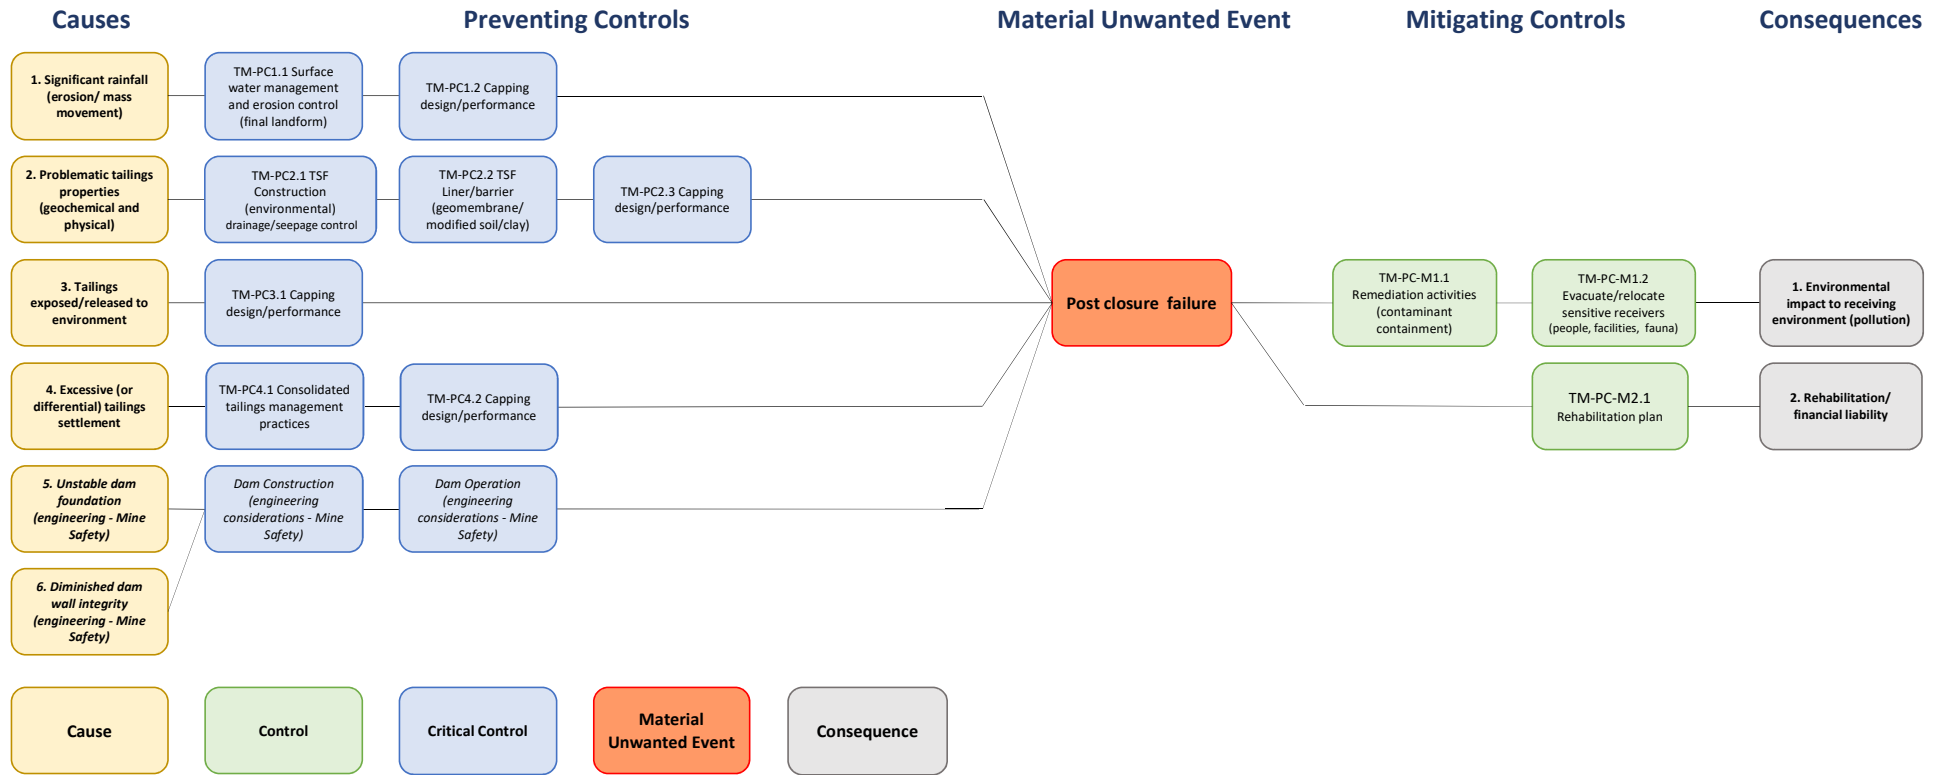 Causes
Preventing Controls
Material Unwanted Event
Mitigating Controls
Consequences
1. Significant rainfall
(erosion/ mass
movement)
TM-PC1.1 Surface
water management
and erosion control
(final landform)
TM-PC1.2 Capping
design/performance
2. Problematic tailings
properties
(geochemical and
physical)
TM-PC2.1 TSF
Construction
(environmental)
drainage/seepage control
TM-PC2.2 TSF
Liner/barrier
(geomembrane/
modified soil/clay)
TM-PC2.3 Capping
design/performance
3. Tailings
exposed/released to
environment
TM-PC3.1 Capping
design/performance
Post closure  failure
TM-PC-M1.1
Remediation activities
(contaminant
containment)
TM-PC-M1.2
Evacuate/relocate
sensitive receivers
(people, facilities,  fauna)
1. Environmental
impact to receiving
environment (pollution)
4. Excessive (or
differential) tailings
settlement
TM-PC4.1 Consolidated
tailings management
practices
TM-PC4.2 Capping
design/performance
TM-PC-M2.1
Rehabilitation plan
2. Rehabilitation/
financial liability
5. Unstable dam
foundation
(engineering - Mine
Safety)
Dam Construction
(engineering
considerations - Mine
Safety)
Dam Operation
(engineering
considerations - Mine
Safety)
6. Diminished dam
wall integrity
(engineering - Mine
Safety)
Cause
Control
Critical Control
Material
Unwanted Event
Consequence